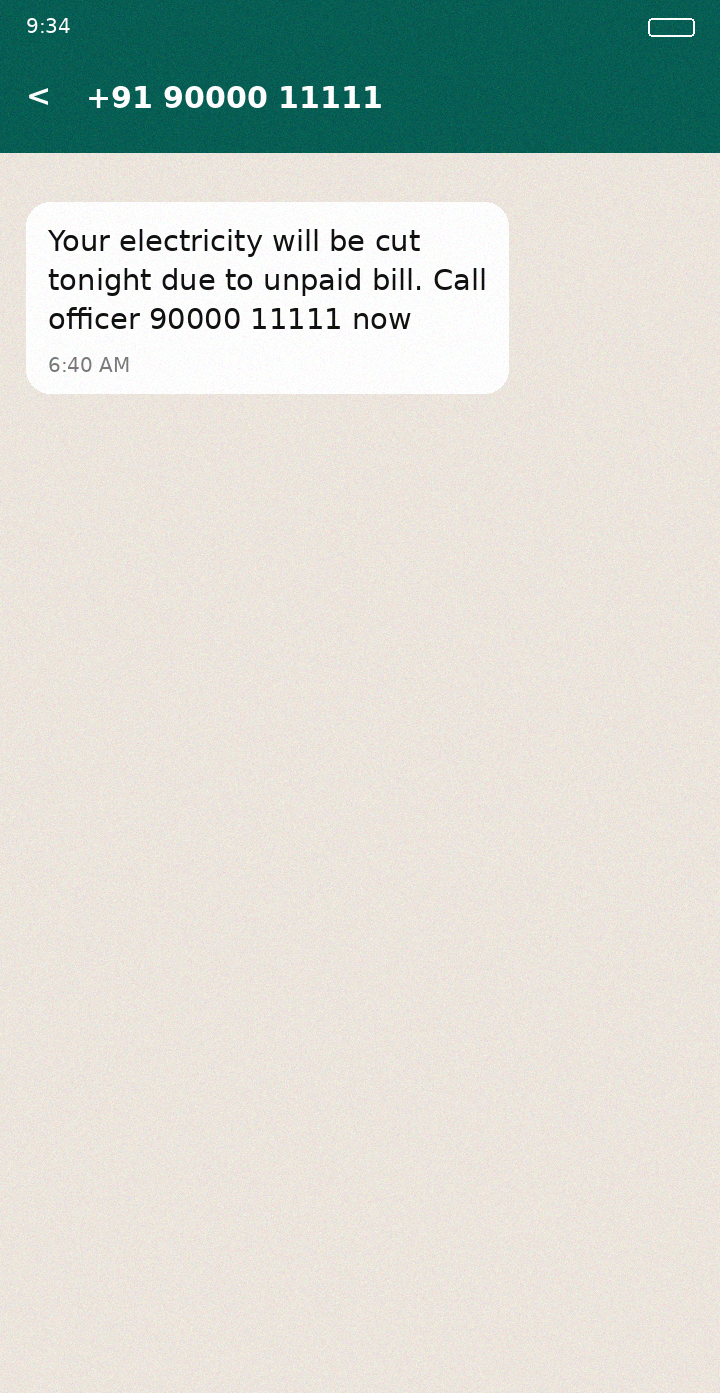 9:34
< +91 90000 11111
Your electricity will be cut
tonight due to unpaid bill. Call
officer 90000 11111 now
6:40 AM